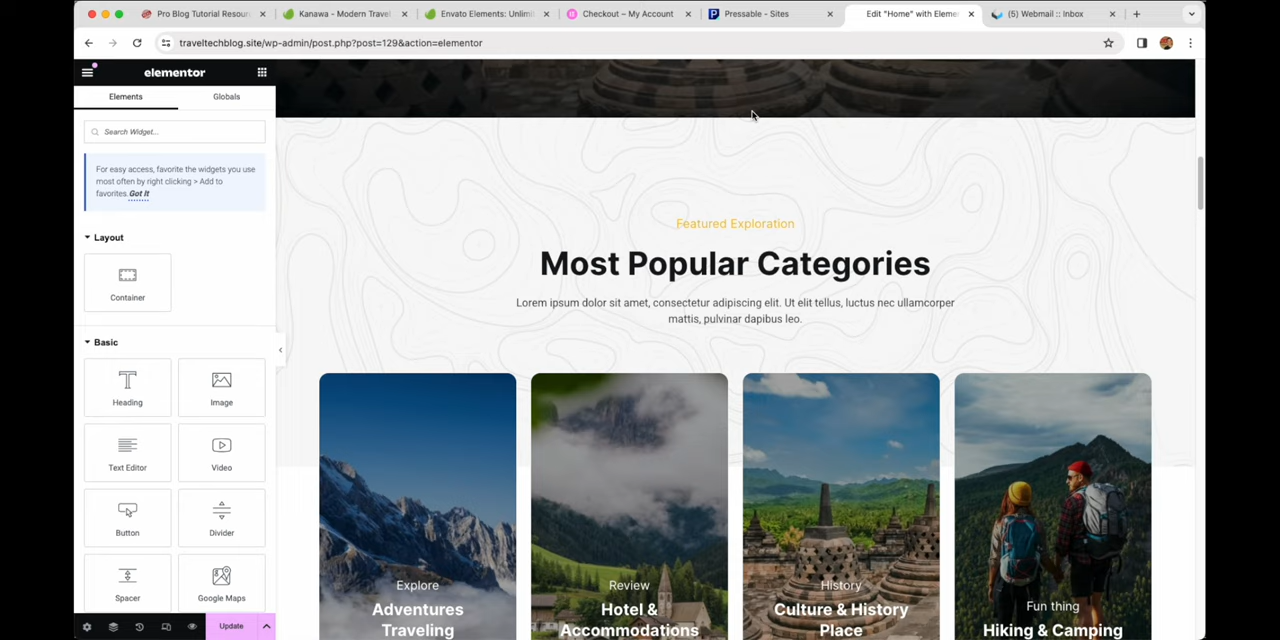 Pro Blog Tutorial Resour
Kanawa - Modern Travel
Envato Elements: Unlimi
Checkout – My Account
Pressable - Sites
Edit "Home" with Elemen
(5) Webmail :: Inbox
traveltechblog.site/wp-admin/post.php?post=129&action=elementor
elementor
Elements
Globals
Search Widget...
For easy access, favorite the widgets you use
most often by right clicking > Add to
favorites. Got It
Layout
Container
Basic
Heading
Image
Text Editor
Video
Button
Divider
Spacer
Google Maps
Update
Featured Exploration
Most Popular Categories
Lorem ipsum dolor sit amet, consectetur adipiscing elit. Ut elit tellus, luctus nec ullamcorper
mattis, pulvinar dapibus leo.
Explore
Adventures
Traveling
Review
Hotel &
Accommodations
History
Culture & History
Place
Fun thing
Hiking & Camping